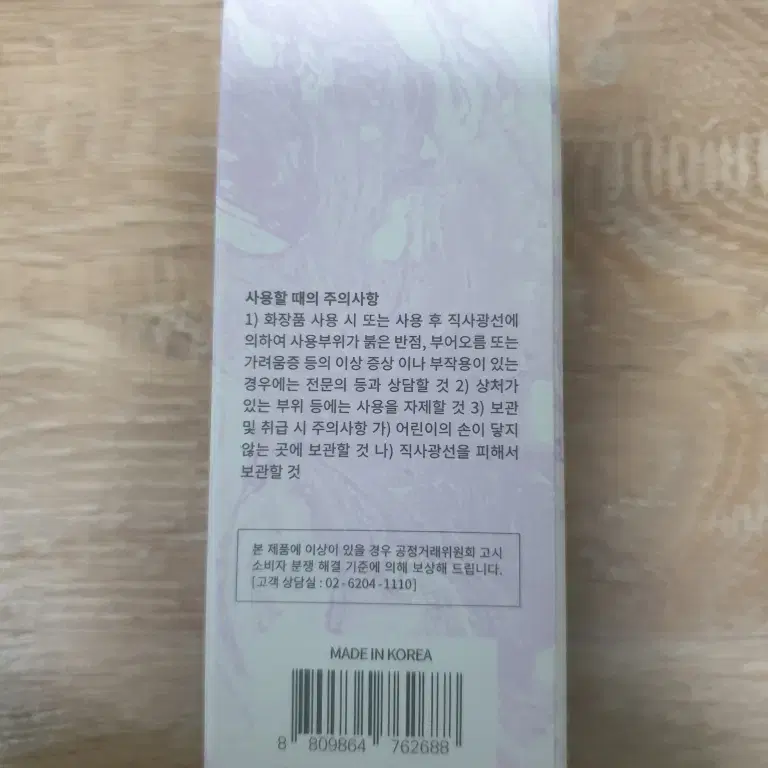 사용할 때의 주의사항
1) 화장품 사용 시 또는 사용 후 직사광선에
의하여 사용부위가 붉은 반점, 부어오름 또는
가려움증 등의 이상 증상 이나 부작용이 있는
경우에는 전문의 등과 상담할 것 2) 상처가
있는 부위 등에는 사용을 자제할 것 3) 보관
및 취급 시 주의사항 가) 어린이의 손이 닿지
않는 곳에 보관할 것 나) 직사광선을 피해서
보관할 것
본 제품에 이상이 있을 경우 공정거래위원회 고시
소비자 분쟁 해결 기준에 의해 보상해 드립니다.
[고객 상담실 : 02 - 6204 - 1110]
MADE IN KOREA
8 809864 762688